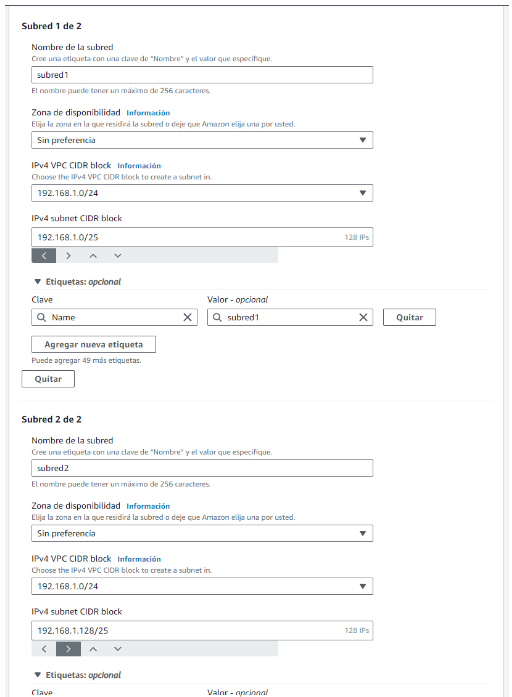 Subred 1 de 2
Nombre de la subred
Cree una etiqueta con una clave de "Nombre" y el valor que especifique.
subred1
El nombre puede tener un máximo de 256 caracteres.
Zona de disponibilidad Información
Elija la zona en la que residirá la subred o deje que Amazon elija una por usted.
Sin preferencia
IPv4 VPC CIDR block Información
Choose the IPv4 VPC CIDR block to create a subnet in.
192.168.1.0/24
IPv4 subnet CIDR block
192.168.1.0/25 128 IPs
Etiquetas: opcional
Clave Valor - opcional
Name subred1 Quitar
Agregar nueva etiqueta
Puede agregar 49 más etiquetas.
Quitar
Subred 2 de 2
Nombre de la subred
Cree una etiqueta con una clave de "Nombre" y el valor que especifique.
subred2
El nombre puede tener un máximo de 256 caracteres.
Zona de disponibilidad Información
Elija la zona en la que residirá la subred o deje que Amazon elija una por usted.
Sin preferencia
IPv4 VPC CIDR block Información
Choose the IPv4 VPC CIDR block to create a subnet in.
192.168.1.0/24
IPv4 subnet CIDR block
192.168.1.128/25 128 IPs
Etiquetas: opcional
Clave Valor - opcional